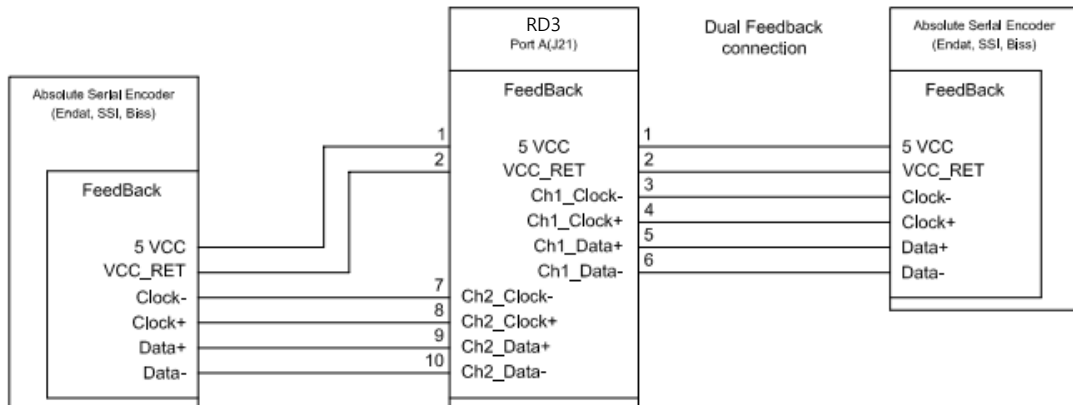 Absolute Serial Encoder
(Endat, SSI, Biss)
FeedBack
5 VCC
VCC_RET
Clock-
Clock+
Data+
Data-
1
2
7
8
9
10
RD3
Port A(J21)
FeedBack
5 VCC
VCC_RET
Ch1_Clock-
Ch1_Clock+
Ch1_Data+
Ch1_Data-
Ch2_Clock-
Ch2_Clock+
Ch2_Data+
Ch2_Data-
Dual Feedback
connection
1
2
3
4
5
6
Absolute Serial Encoder
(Endat, SSI, Biss)
FeedBack
5 VCC
VCC_RET
Clock-
Clock+
Data+
Data-